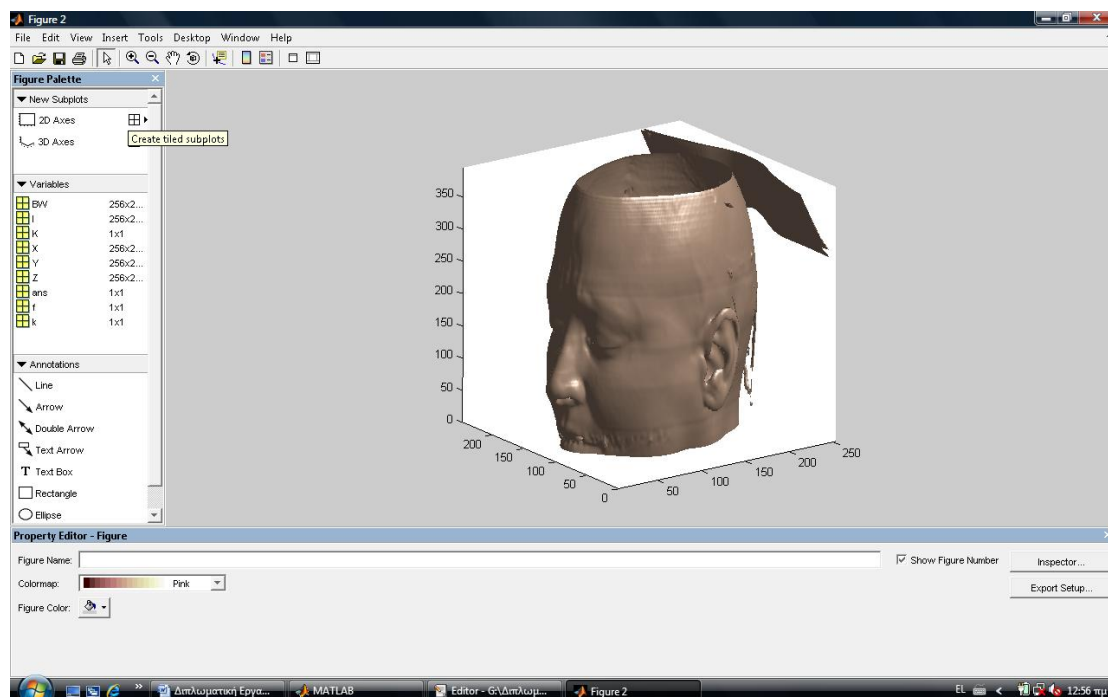 Figure 2
File Edit View Insert Tools Desktop Window Help
Figure Palette
New Subplots
2D Axes
3D Axes
Create tiled subplots
Variables
BW 256x2...
I 256x2...
K 1x1
X 256x2...
Y 256x2...
Z 256x2...
ans 1x1
f 1x1
k 1x1
Annotations
Line
Arrow
Double Arrow
Text Arrow
T Text Box
Rectangle
Ellipse
350
300
250
200
150
100
50
0
200
150
100
50
0
50
100
150
200
250
Property Editor - Figure
Figure Name:
Show Figure Number
Inspector...
Colormap: Pink
Export Setup...
Figure Color:
Διπλωματική Εργα...
MATLAB
Editor - G:\Διπλωμ...
Figure 2
EL
12:56 πμ